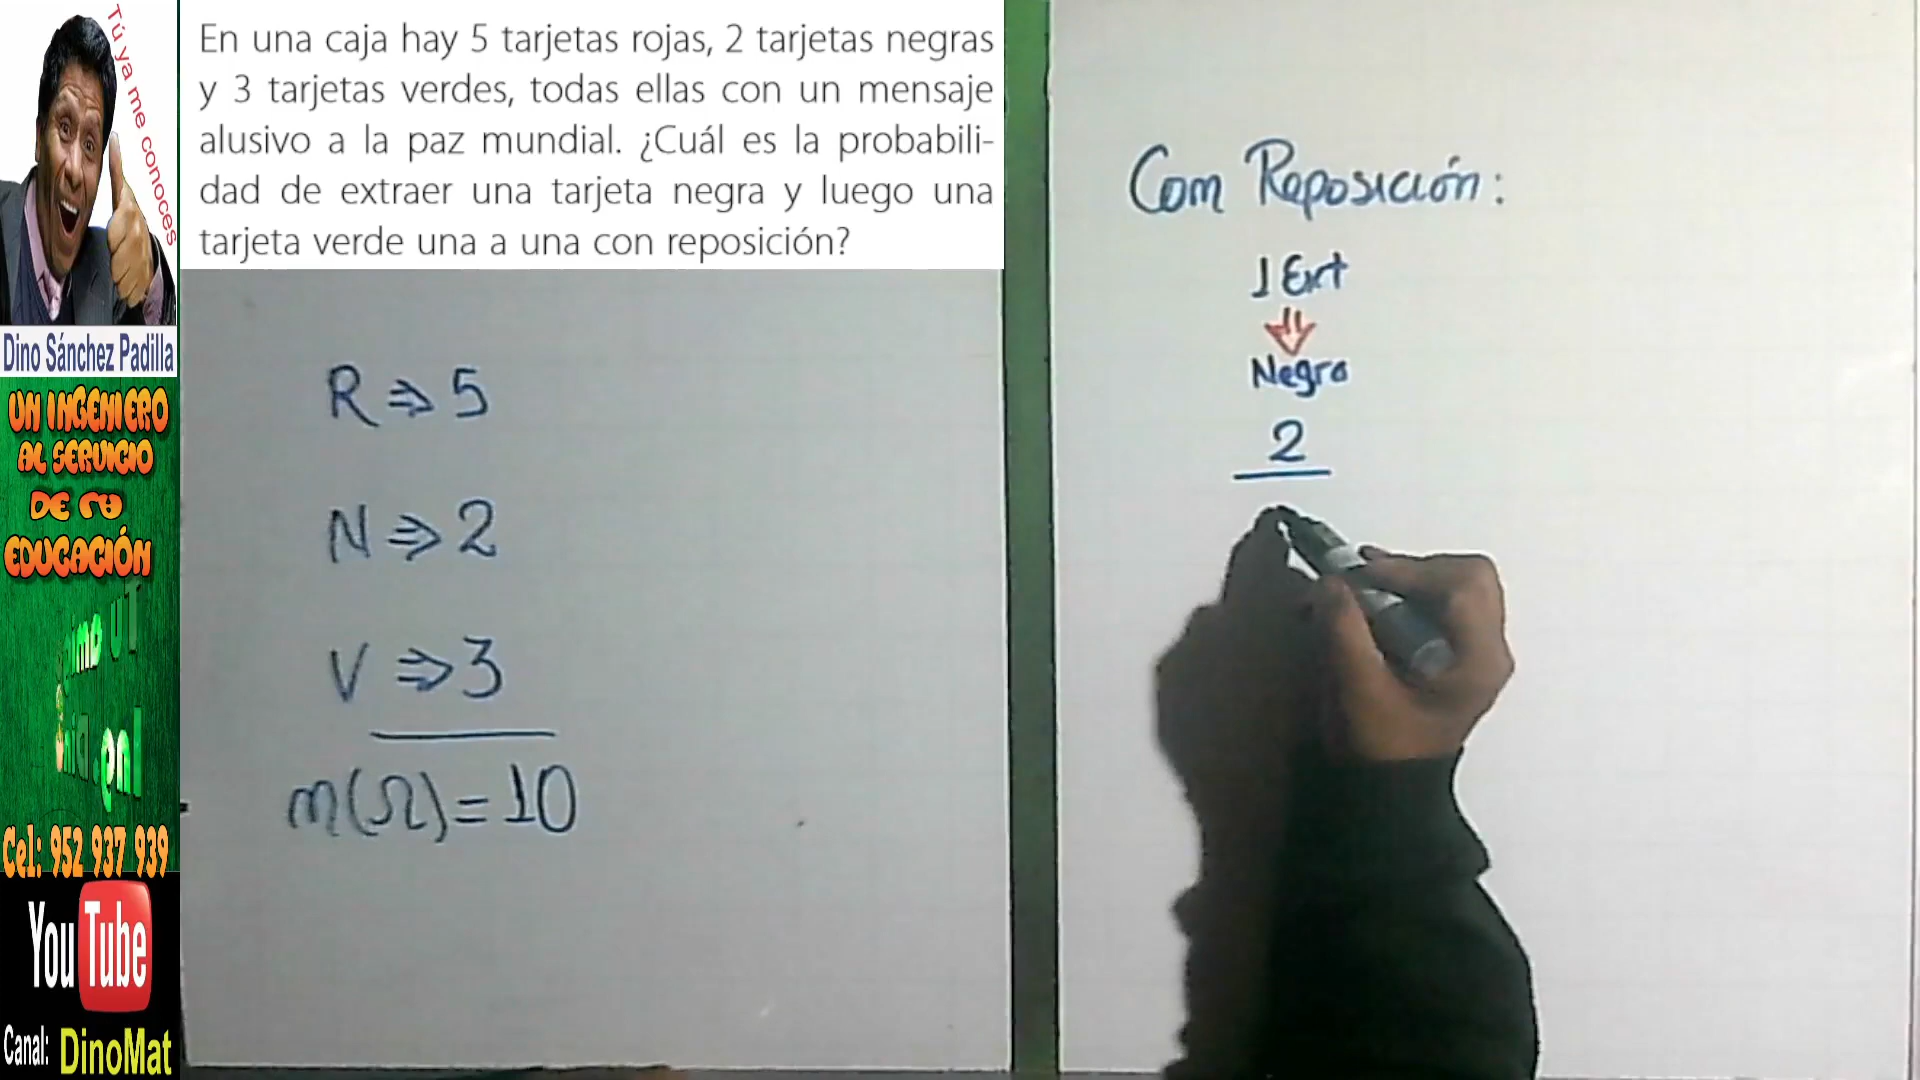 Tú ya me conoces
Dino Sánchez Padilla
UN INGENIERO
AL SERVICIO
DE TU
EDUCACIÓN
Cel: 952 937 939
YouTube
Canal: DinoMat
En una caja hay 5 tarjetas rojas, 2 tarjetas negras
y 3 tarjetas verdes, todas ellas con un mensaje
alusivo a la paz mundial. ¿Cuál es la probabili-
dad de extraer una tarjeta negra y luego una
tarjeta verde una a una con reposición?
R ⇒ 5
N ⇒ 2
V ⇒ 3
n(Ω) = 10
Con Reposición:
1 Ext
Negra
2